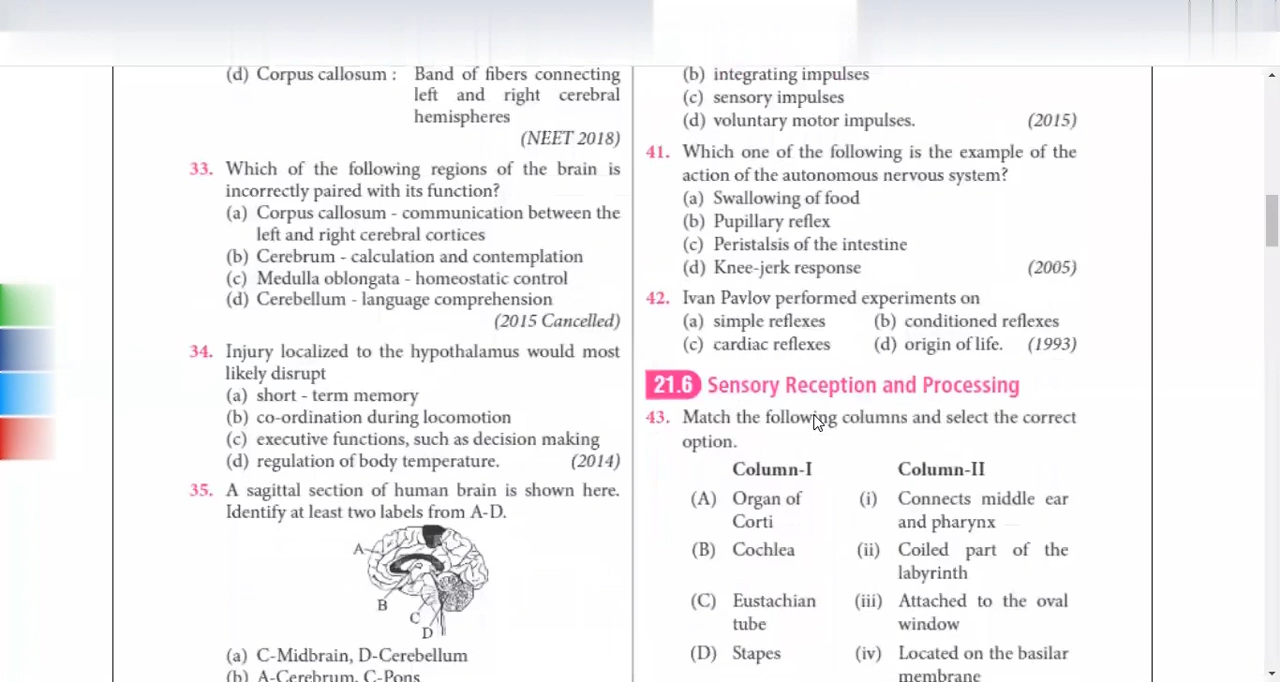 (d) Corpus callosum : Band of fibers connecting
left and right cerebral
hemispheres
(NEET 2018)
33. Which of the following regions of the brain is
incorrectly paired with its function?
(a) Corpus callosum - communication between the
left and right cerebral cortices
(b) Cerebrum - calculation and contemplation
(c) Medulla oblongata - homeostatic control
(d) Cerebellum - language comprehension
(2015 Cancelled)
34. Injury localized to the hypothalamus would most
likely disrupt
(a) short - term memory
(b) co-ordination during locomotion
(c) executive functions, such as decision making
(d) regulation of body temperature. (2014)
35. A sagittal section of human brain is shown here.
Identify at least two labels from A-D.
A
B
C
D
(a) C-Midbrain, D-Cerebellum
(b) A-Cerebrum, C-Pons
(b) integrating impulses
(c) sensory impulses
(d) voluntary motor impulses. (2015)
41. Which one of the following is the example of the
action of the autonomous nervous system?
(a) Swallowing of food
(b) Pupillary reflex
(c) Peristalsis of the intestine
(d) Knee-jerk response (2005)
42. Ivan Pavlov performed experiments on
(a) simple reflexes (b) conditioned reflexes
(c) cardiac reflexes (d) origin of life. (1993)
21.6 Sensory Reception and Processing
43. Match the following columns and select the correct
option.
Column-I Column-II
(A) Organ of (i) Connects middle ear
Corti and pharynx
(B) Cochlea (ii) Coiled part of the
labyrinth
(C) Eustachian (iii) Attached to the oval
tube window
(D) Stapes (iv) Located on the basilar
membrane